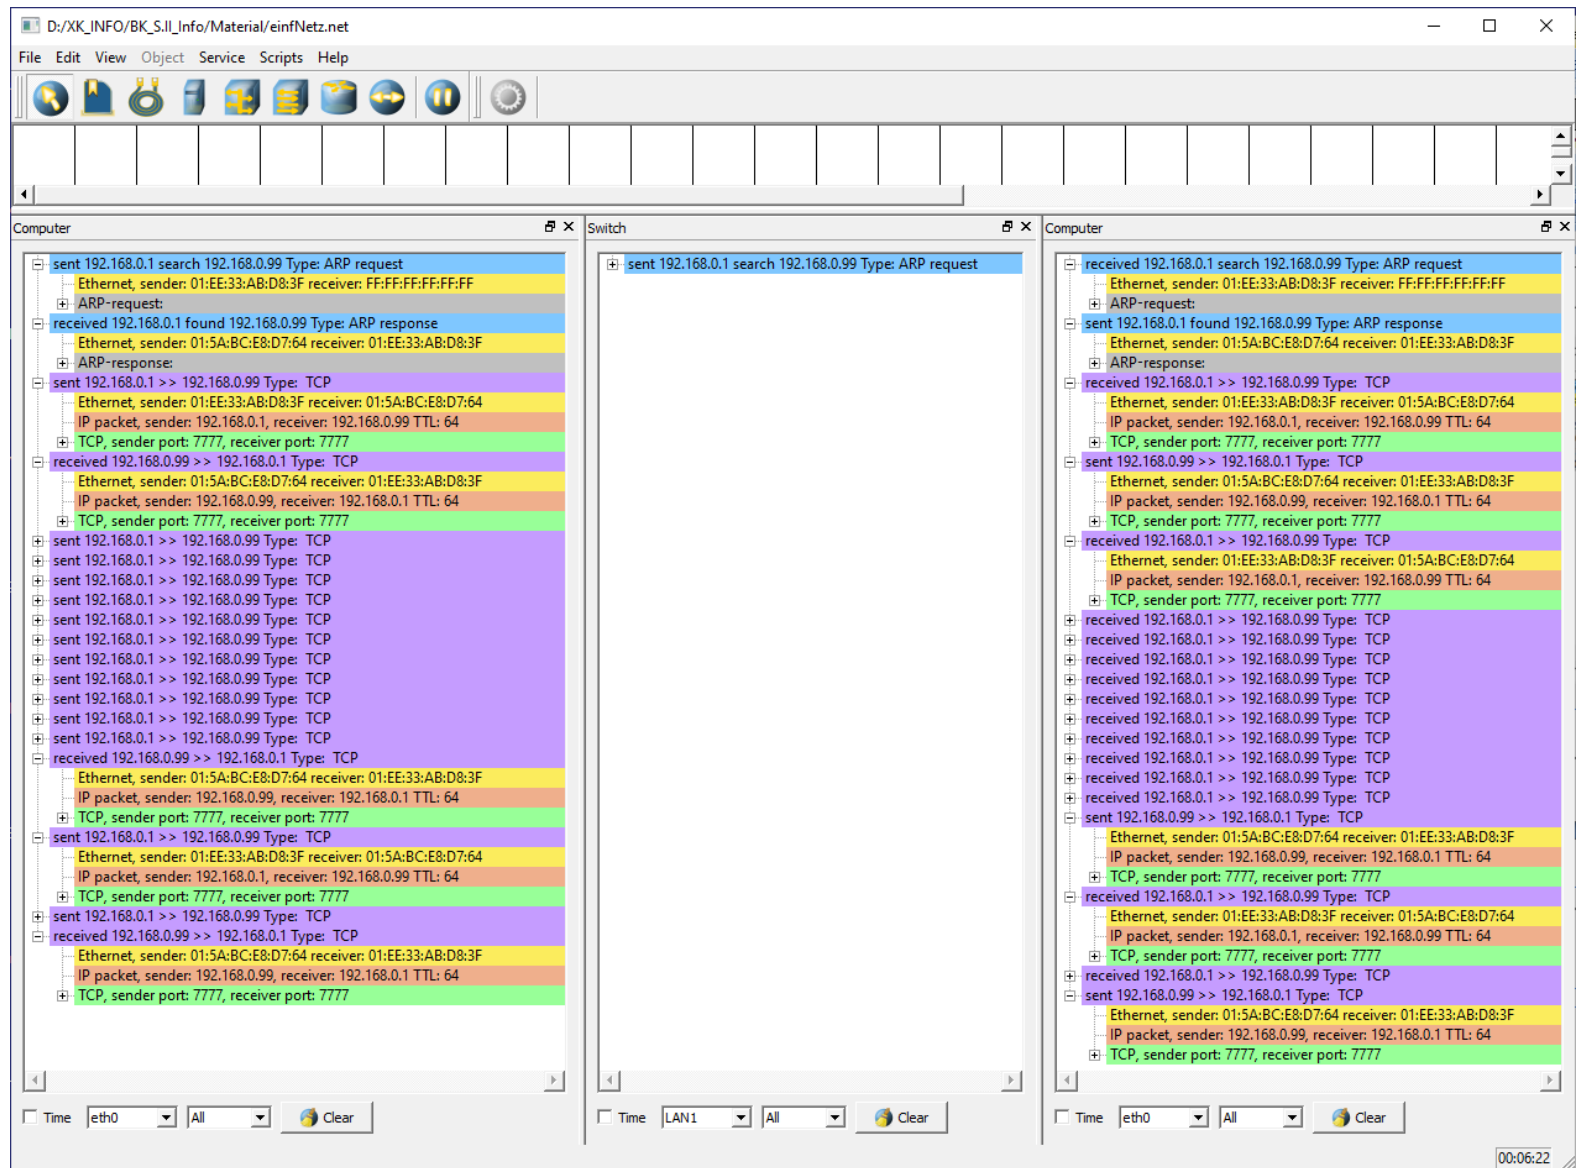 D:/XK_INFO/BK_S.II_Info/Material/einfNetz.net
File Edit View Object Service Scripts Help
Computer
sent 192.168.0.1 search 192.168.0.99 Type: ARP request
Ethernet, sender: 01:EE:33:AB:D8:3F receiver: FF:FF:FF:FF:FF:FF
ARP-request:
received 192.168.0.1 found 192.168.0.99 Type: ARP response
Ethernet, sender: 01:5A:BC:E8:D7:64 receiver: 01:EE:33:AB:D8:3F
ARP-response:
sent 192.168.0.1 >> 192.168.0.99 Type: TCP
Ethernet, sender: 01:EE:33:AB:D8:3F receiver: 01:5A:BC:E8:D7:64
IP packet, sender: 192.168.0.1, receiver: 192.168.0.99 TTL: 64
TCP, sender port: 7777, receiver port: 7777
received 192.168.0.99 >> 192.168.0.1 Type: TCP
Ethernet, sender: 01:5A:BC:E8:D7:64 receiver: 01:EE:33:AB:D8:3F
IP packet, sender: 192.168.0.99, receiver: 192.168.0.1 TTL: 64
TCP, sender port: 7777, receiver port: 7777
sent 192.168.0.1 >> 192.168.0.99 Type: TCP
sent 192.168.0.1 >> 192.168.0.99 Type: TCP
sent 192.168.0.1 >> 192.168.0.99 Type: TCP
sent 192.168.0.1 >> 192.168.0.99 Type: TCP
sent 192.168.0.1 >> 192.168.0.99 Type: TCP
sent 192.168.0.1 >> 192.168.0.99 Type: TCP
sent 192.168.0.1 >> 192.168.0.99 Type: TCP
sent 192.168.0.1 >> 192.168.0.99 Type: TCP
sent 192.168.0.1 >> 192.168.0.99 Type: TCP
sent 192.168.0.1 >> 192.168.0.99 Type: TCP
sent 192.168.0.1 >> 192.168.0.99 Type: TCP
received 192.168.0.99 >> 192.168.0.1 Type: TCP
Ethernet, sender: 01:5A:BC:E8:D7:64 receiver: 01:EE:33:AB:D8:3F
IP packet, sender: 192.168.0.99, receiver: 192.168.0.1 TTL: 64
TCP, sender port: 7777, receiver port: 7777
sent 192.168.0.1 >> 192.168.0.99 Type: TCP
Ethernet, sender: 01:EE:33:AB:D8:3F receiver: 01:5A:BC:E8:D7:64
IP packet, sender: 192.168.0.1, receiver: 192.168.0.99 TTL: 64
TCP, sender port: 7777, receiver port: 7777
sent 192.168.0.1 >> 192.168.0.99 Type: TCP
received 192.168.0.99 >> 192.168.0.1 Type: TCP
Ethernet, sender: 01:5A:BC:E8:D7:64 receiver: 01:EE:33:AB:D8:3F
IP packet, sender: 192.168.0.99, receiver: 192.168.0.1 TTL: 64
TCP, sender port: 7777, receiver port: 7777
Time eth0 All Clear
Switch
sent 192.168.0.1 search 192.168.0.99 Type: ARP request
Time LAN1 All Clear
Computer
received 192.168.0.1 search 192.168.0.99 Type: ARP request
Ethernet, sender: 01:EE:33:AB:D8:3F receiver: FF:FF:FF:FF:FF:FF
ARP-request:
sent 192.168.0.1 found 192.168.0.99 Type: ARP response
Ethernet, sender: 01:5A:BC:E8:D7:64 receiver: 01:EE:33:AB:D8:3F
ARP-response:
received 192.168.0.1 >> 192.168.0.99 Type: TCP
Ethernet, sender: 01:EE:33:AB:D8:3F receiver: 01:5A:BC:E8:D7:64
IP packet, sender: 192.168.0.1, receiver: 192.168.0.99 TTL: 64
TCP, sender port: 7777, receiver port: 7777
sent 192.168.0.99 >> 192.168.0.1 Type: TCP
Ethernet, sender: 01:5A:BC:E8:D7:64 receiver: 01:EE:33:AB:D8:3F
IP packet, sender: 192.168.0.99, receiver: 192.168.0.1 TTL: 64
TCP, sender port: 7777, receiver port: 7777
received 192.168.0.1 >> 192.168.0.99 Type: TCP
Ethernet, sender: 01:EE:33:AB:D8:3F receiver: 01:5A:BC:E8:D7:64
IP packet, sender: 192.168.0.1, receiver: 192.168.0.99 TTL: 64
TCP, sender port: 7777, receiver port: 7777
received 192.168.0.1 >> 192.168.0.99 Type: TCP
received 192.168.0.1 >> 192.168.0.99 Type: TCP
received 192.168.0.1 >> 192.168.0.99 Type: TCP
received 192.168.0.1 >> 192.168.0.99 Type: TCP
received 192.168.0.1 >> 192.168.0.99 Type: TCP
received 192.168.0.1 >> 192.168.0.99 Type: TCP
received 192.168.0.1 >> 192.168.0.99 Type: TCP
received 192.168.0.1 >> 192.168.0.99 Type: TCP
received 192.168.0.1 >> 192.168.0.99 Type: TCP
received 192.168.0.1 >> 192.168.0.99 Type: TCP
sent 192.168.0.99 >> 192.168.0.1 Type: TCP
Ethernet, sender: 01:5A:BC:E8:D7:64 receiver: 01:EE:33:AB:D8:3F
IP packet, sender: 192.168.0.99, receiver: 192.168.0.1 TTL: 64
TCP, sender port: 7777, receiver port: 7777
received 192.168.0.1 >> 192.168.0.99 Type: TCP
Ethernet, sender: 01:EE:33:AB:D8:3F receiver: 01:5A:BC:E8:D7:64
IP packet, sender: 192.168.0.1, receiver: 192.168.0.99 TTL: 64
TCP, sender port: 7777, receiver port: 7777
received 192.168.0.1 >> 192.168.0.99 Type: TCP
sent 192.168.0.99 >> 192.168.0.1 Type: TCP
Ethernet, sender: 01:5A:BC:E8:D7:64 receiver: 01:EE:33:AB:D8:3F
IP packet, sender: 192.168.0.99, receiver: 192.168.0.1 TTL: 64
TCP, sender port: 7777, receiver port: 7777
Time eth0 All Clear
00:06:22